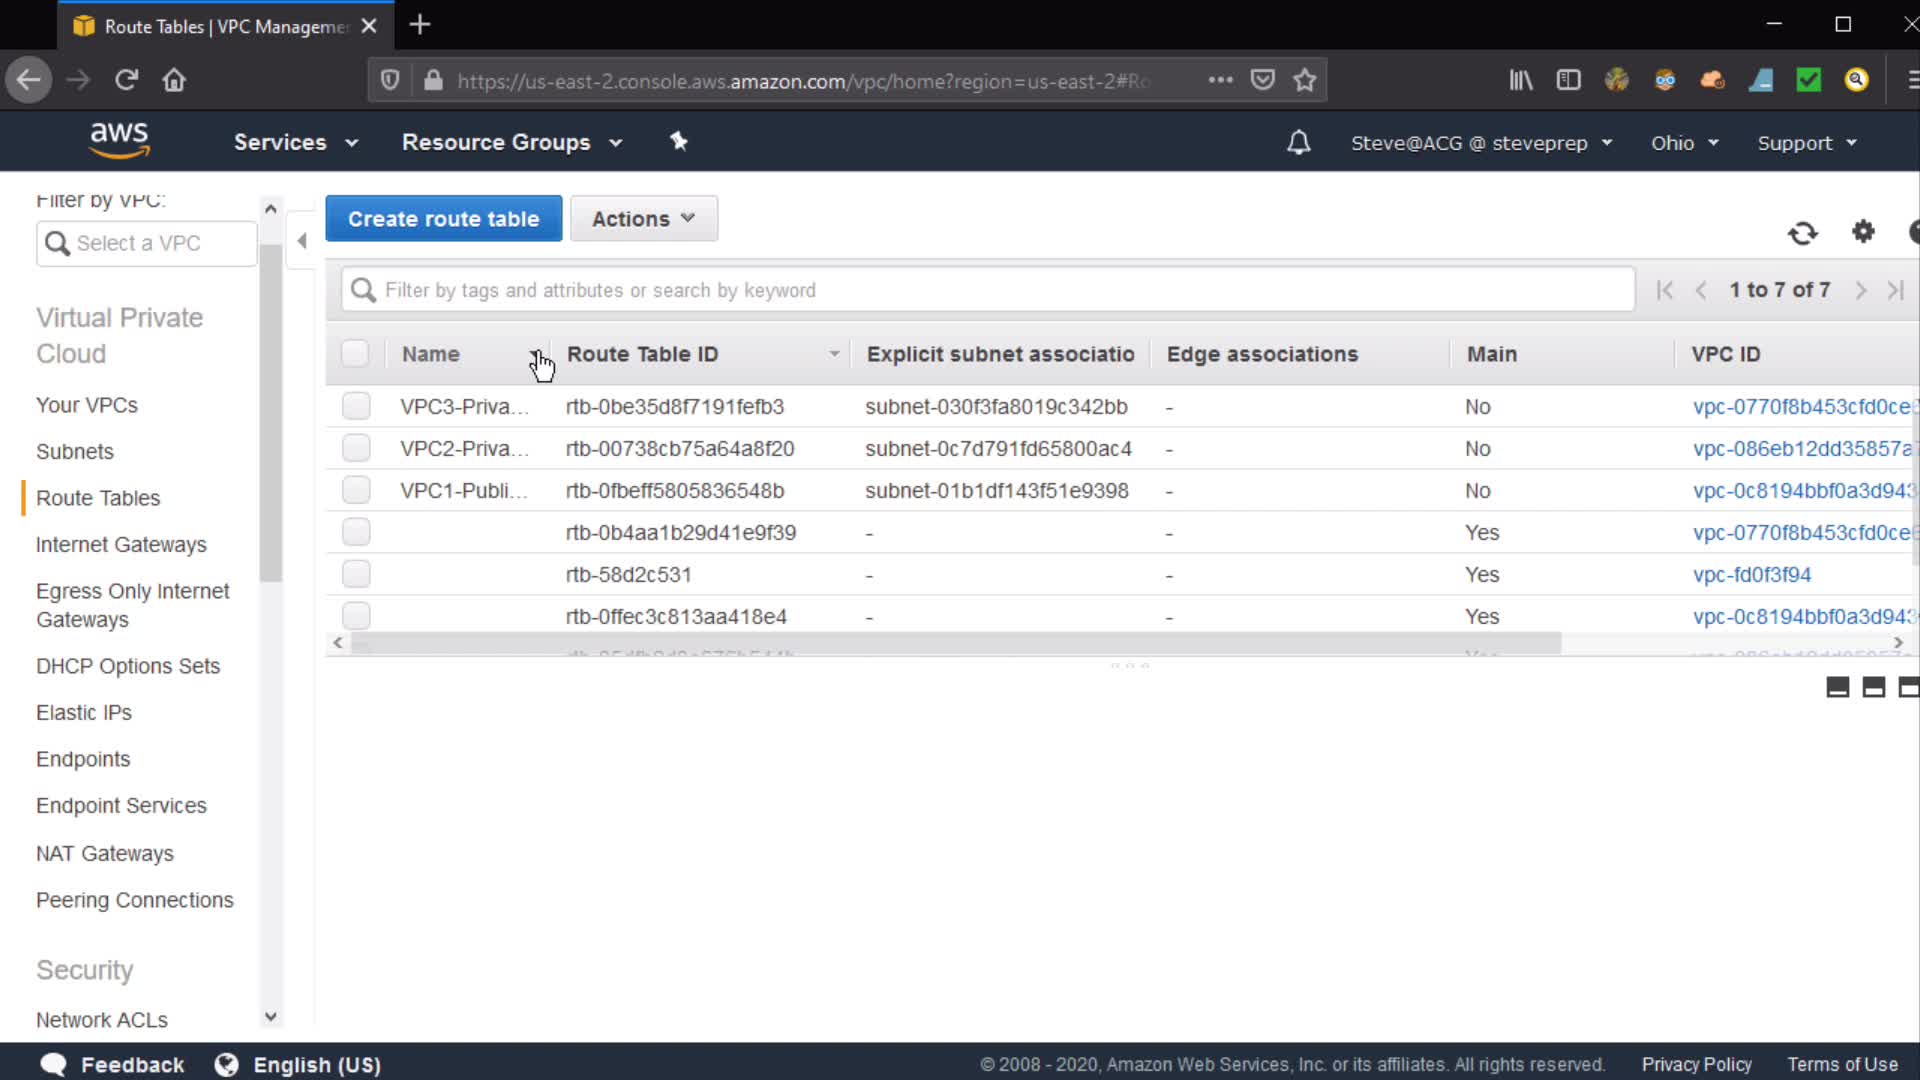 Route Tables | VPC Manageme
https://us-east-2.console.aws.amazon.com/vpc/home?region=us-east-2#Ro
aws
Services
Resource Groups
Steve@ACG @ steveprep
Ohio
Support
Filter by VPC:
Select a VPC
Virtual Private
Cloud
Your VPCs
Subnets
Route Tables
Internet Gateways
Egress Only Internet
Gateways
DHCP Options Sets
Elastic IPs
Endpoints
Endpoint Services
NAT Gateways
Peering Connections
Security
Network ACLs
Create route table
Actions
Filter by tags and attributes or search by keyword
1 to 7 of 7
Name Route Table ID Explicit subnet associatio Edge associations Main VPC ID
VPC3-Priva... rtb-0be35d8f7191fefb3 subnet-030f3fa8019c342bb - No vpc-0770f8b453cfd0ce
VPC2-Priva... rtb-00738cb75a64a8f20 subnet-0c7d791fd65800ac4 - No vpc-086eb12dd35857a
VPC1-Publi... rtb-0fbeff5805836548b subnet-01b1df143f51e9398 - No vpc-0c8194bbf0a3d943
rtb-0b4aa1b29d41e9f39 - - Yes vpc-0770f8b453cfd0ce
rtb-58d2c531 - - Yes vpc-fd0f3f94
rtb-0ffec3c813aa418e4 - - Yes vpc-0c8194bbf0a3d943
Feedback
English (US)
© 2008 - 2020, Amazon Web Services, Inc. or its affiliates. All rights reserved.
Privacy Policy
Terms of Use